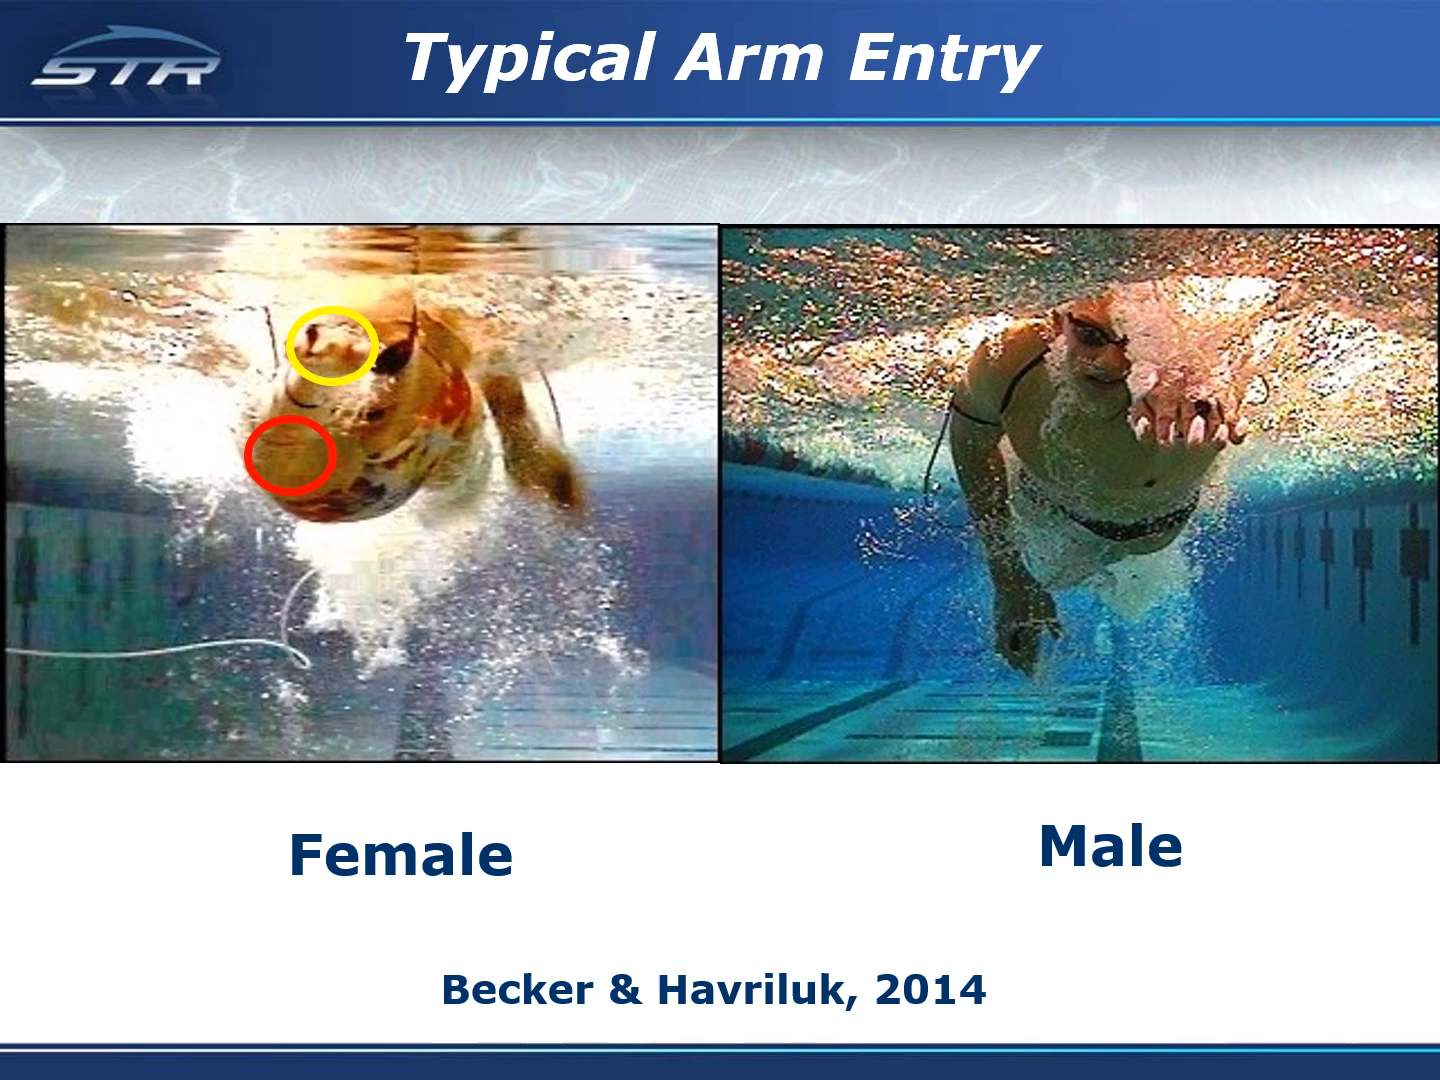 STR
Typical Arm Entry
Female
Male
Becker & Havriluk, 2014